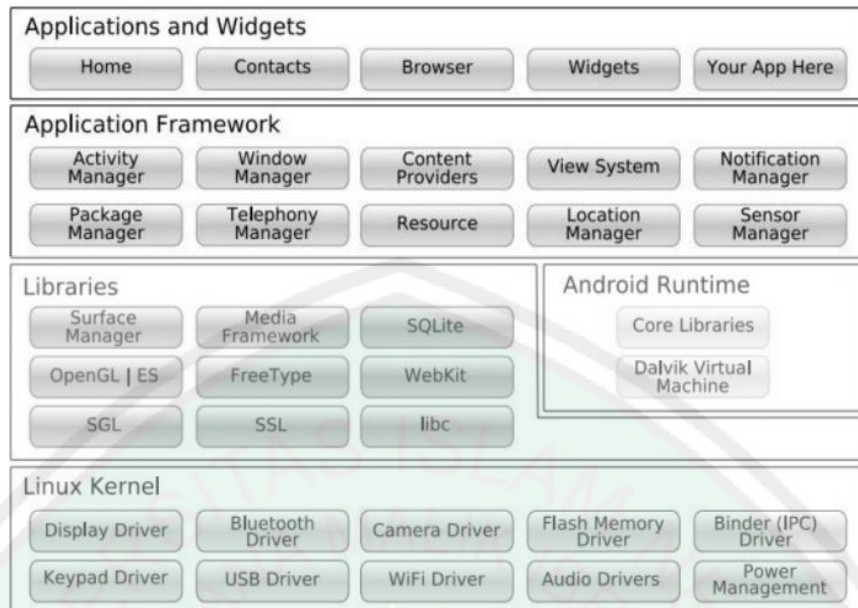 Applications and Widgets
Home
Contacts
Browser
Widgets
Your App Here
Application Framework
Activity
Manager
Window
Manager
Content
Providers
View System
Notification
Manager
Package
Manager
Telephony
Manager
Resource
Location
Manager
Sensor
Manager
Libraries
Surface
Manager
Media
Framework
SQLite
OpenGL | ES
FreeType
WebKit
SGL
SSL
libc
Android Runtime
Core Libraries
Dalvik Virtual
Machine
Linux Kernel
Display Driver
Bluetooth
Driver
Camera Driver
Flash Memory
Driver
Binder (IPC)
Driver
Keypad Driver
USB Driver
WiFi Driver
Audio Drivers
Power
Management